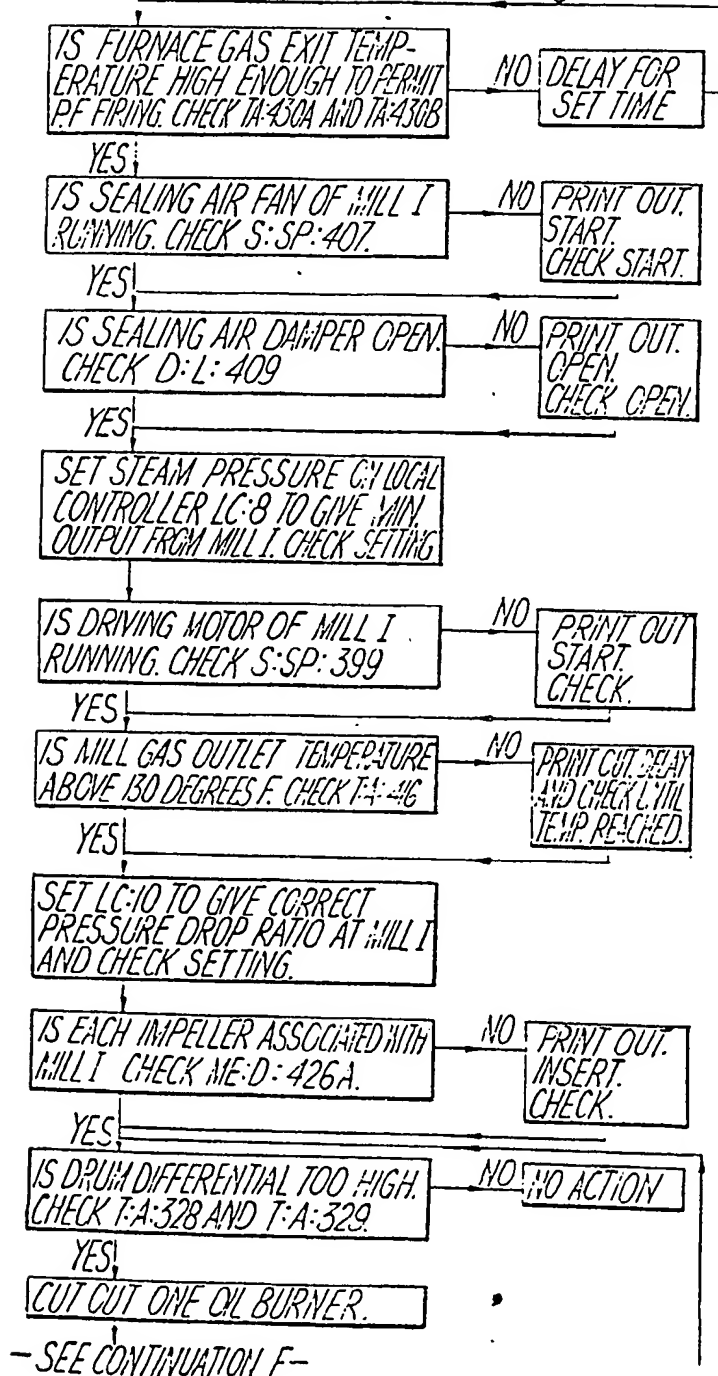 IS FURNACE GAS EXIT TEMP-
ERATURE HIGH ENOUGH TO PERMIT
P.F FIRING. CHECK TA:430A AND TA:430B
NO
DELAY FOR
SET TIME
YES
IS SEALING AIR FAN OF MILL I
RUNNING. CHECK S:SP:407.
NO
PRINT OUT.
START.
CHECK START.
YES
IS SEALING AIR DAMPER OPEN.
CHECK D:L:409
NO
PRINT OUT.
OPEN.
CHECK OPEN.
YES
SET STEAM PRESSURE ON LOCAL
CONTROLLER LC:8 TO GIVE MIN.
OUTPUT FROM MILL I. CHECK SETTING
IS DRIVING MOTOR OF MILL I
RUNNING. CHECK S:SP:399
NO
PRINT OUT
START.
CHECK.
YES
IS MILL GAS OUTLET TEMPERATURE
ABOVE 130 DEGREES F. CHECK T:A:416
NO
PRINT OUT. DELAY
AND CHECK UNTIL
TEMP. REACHED.
YES
SET LC:10 TO GIVE CORRECT
PRESSURE DROP RATIO AT MILL I
AND CHECK SETTING.
IS EACH IMPELLER ASSOCIATED WITH
MILL I CHECK ME:D:426A.
NO
PRINT OUT.
INSERT.
CHECK.
YES
IS DRUM DIFFERENTIAL TOO HIGH.
CHECK T:A:328 AND T:A:329.
NO
NO ACTION
YES
CUT OUT ONE OIL BURNER.
-SEE CONTINUATION F-